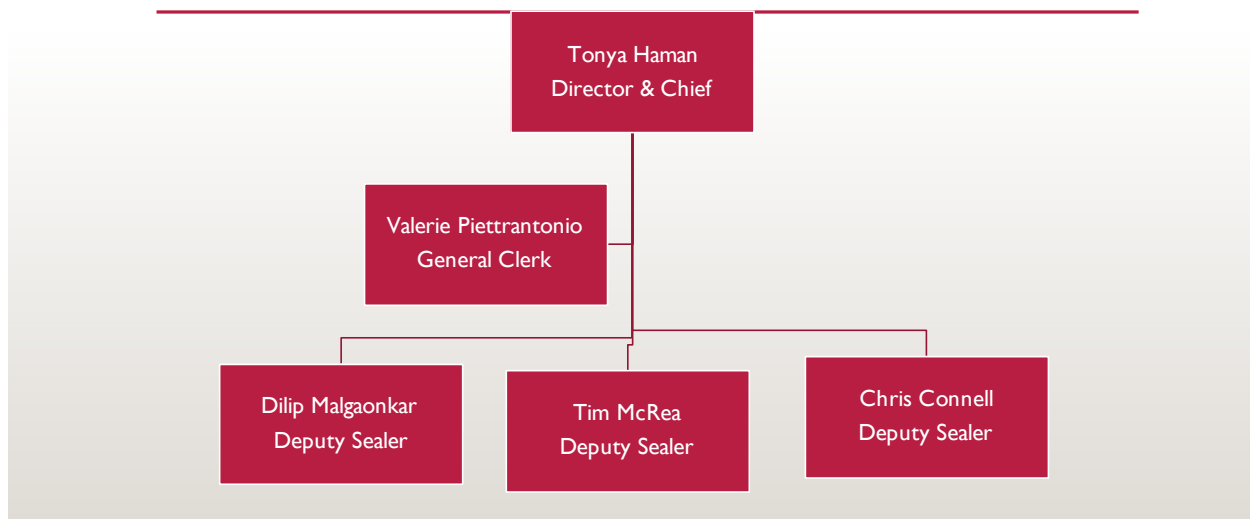 Tonya Haman
Director & Chief
Valerie Piettrantonio
General Clerk
Dilip Malgaonkar
Deputy Sealer
Tim McRea
Deputy Sealer
Chris Connell
Deputy Sealer